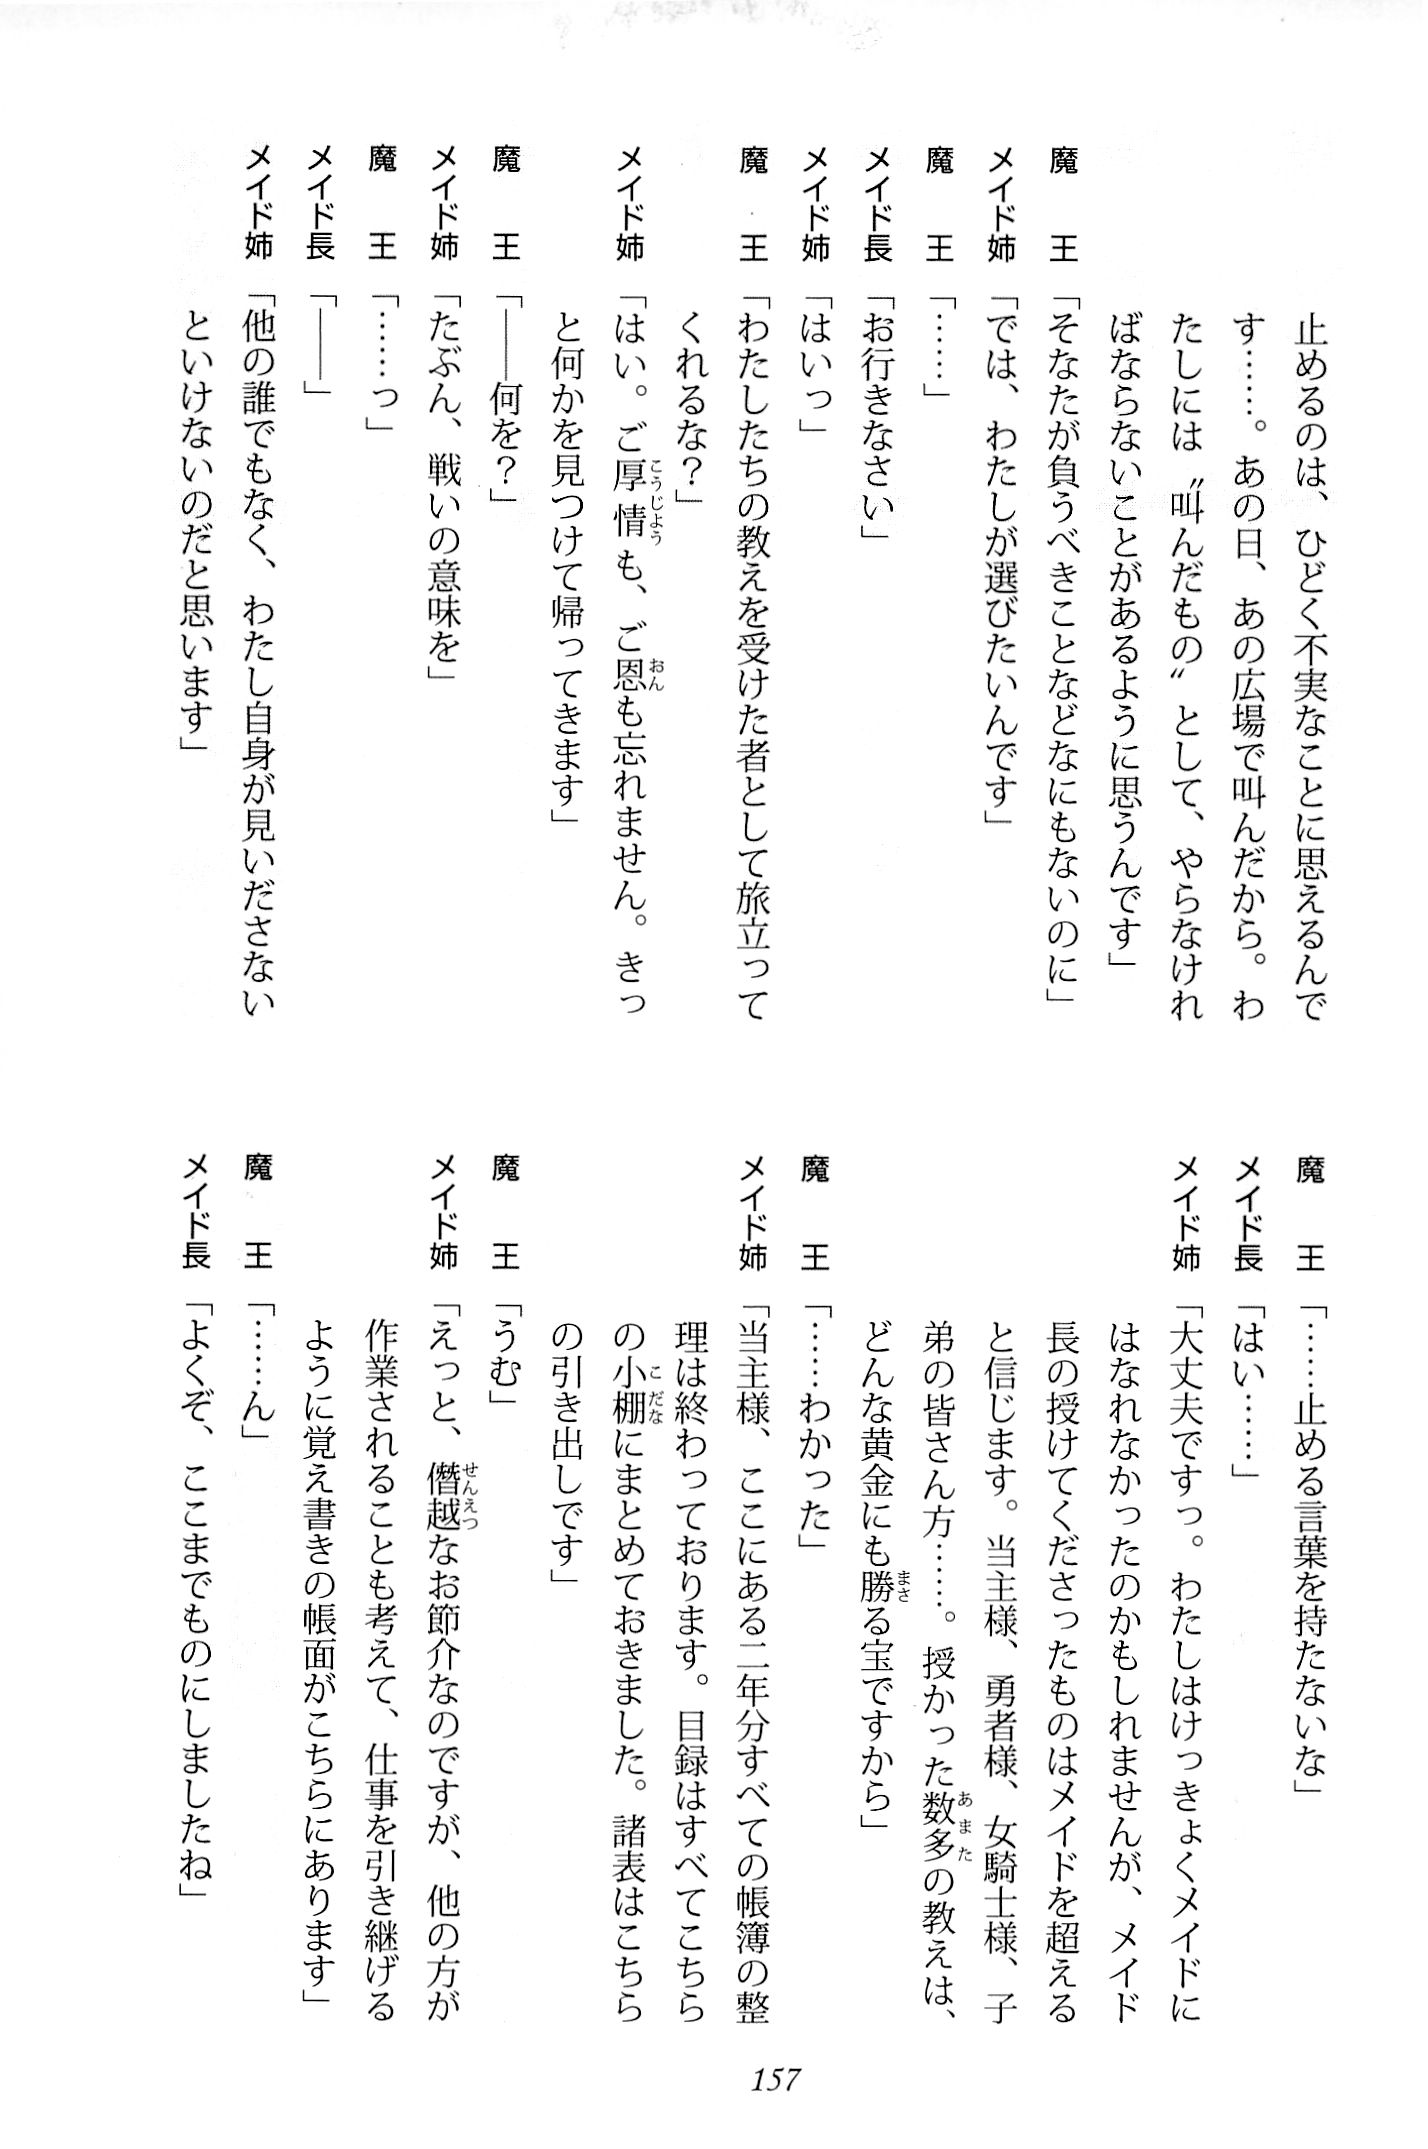 止めるのは、ひどく不実なことに思えるんで
す……。あの日、あの広場で叫んだから。わ
たしには〝叫んだもの〟として、やらなけれ
ばならないことがあるように思うんです」
魔　王「そなたが負うべきことなどなにもないのに」
メイド姉「では、わたしが選びたいんです」
魔　王「……」
メイド長「お行きなさい」
メイド姉「はいっ」
魔　王「わたしたちの教えを受けた者として旅立って
くれるな？」
メイド姉「はい。ご厚情も、ご恩も忘れません。きっ
と何かを見つけて帰ってきます」
魔　王「――何を？」
メイド姉「たぶん、戦いの意味を」
魔　王「……っ」
メイド長「――」
メイド姉「他の誰でもなく、わたし自身が見いださない
といけないのだと思います」
魔　王「……止める言葉を持たないな」
メイド長「はい……」
メイド姉「大丈夫ですっ。わたしはけっきょくメイドに
はなれなかったのかもしれませんが、メイド
長の授けてくださったものはメイドを超える
と信じます。当主様、勇者様、女騎士様、子
弟の皆さん方……。授かった数多の教えは、
どんな黄金にも勝る宝ですから」
魔　王「……わかった」
メイド姉「当主様、ここにある二年分すべての帳簿の整
理は終わっております。目録はすべてこちら
の小棚にまとめておきました。諸表はこちら
の引き出しです」
魔　王「うむ」
メイド姉「えっと、僭越なお節介なのですが、他の方が
作業されることも考えて、仕事を引き継げる
ように覚え書きの帳面がこちらにあります」
魔　王「……ん」
メイド長「よくぞ、ここまでものにしましたね」
157